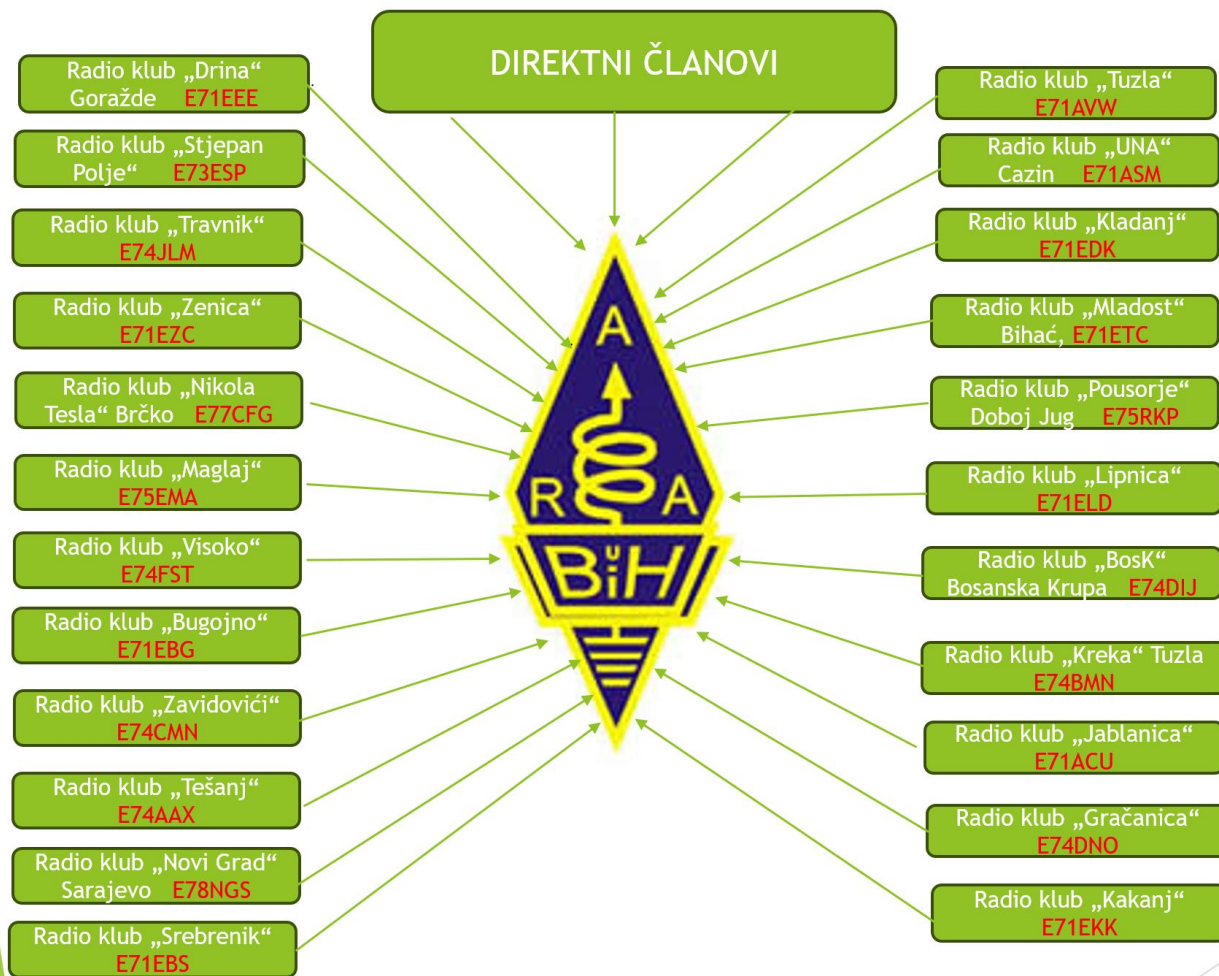 DIREKTNI ČLANOVI
Radio klub „Drina“
Goražde E71EEE
Radio klub „Stjepan
Polje“ E73ESP
Radio klub „Travnik“
E74JLM
Radio klub „Zenica“
E71EZC
Radio klub „Nikola
Tesla“ Brčko E77CFG
Radio klub „Maglaj“
E75EMA
Radio klub „Visoko“
E74FST
Radio klub „Bugojno“
E71EBG
Radio klub „Zavidovići“
E74CMN
Radio klub „Tešanj“
E74AAX
Radio klub „Novi Grad“
Sarajevo E78NGS
Radio klub „Srebrenik“
E71EBS
A
R A
B u i H
Radio klub „Tuzla“
E71AVW
Radio klub „UNA“
Cazin E71ASM
Radio klub „Kladanj“
E71EDK
Radio klub „Mladost“
Bihać, E71ETC
Radio klub „Pousorje“
Doboj Jug E75RKP
Radio klub „Lipnica“
E71ELD
Radio klub „BosK“
Bosanska Krupa E74DIJ
Radio klub „Kreka“ Tuzla
E74BMN
Radio klub „Jablanica“
E71ACU
Radio klub „Gračanica“
E74DNO
Radio klub „Kakanj“
E71EKK